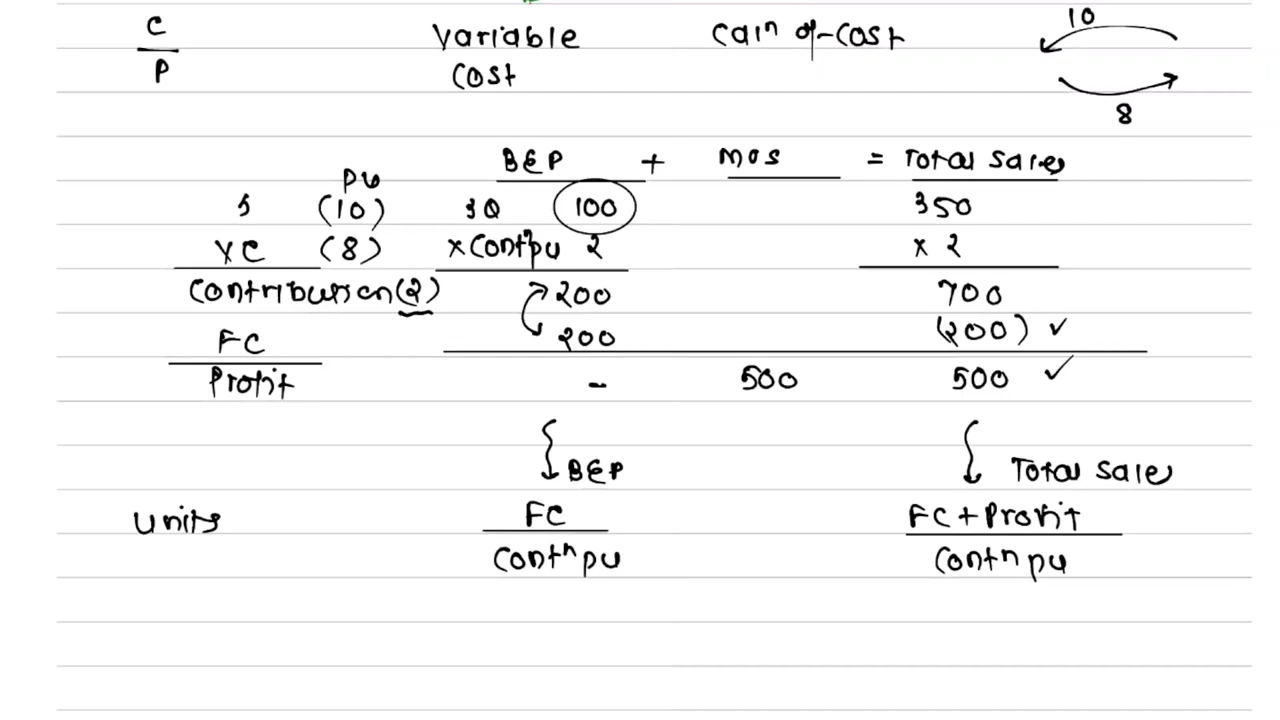 C variable cain of-cost 10
P cost
8
BEP + MOS = Total sales
pu
S (10) 100 350
VC (8) x Contn pu 2 x 2
Contribution (2) 200 700
FC 200 (200) ✓
Profit - 500 500 ✓
BEP Total sales
units FC FC + Profit
Contn pu Contn pu